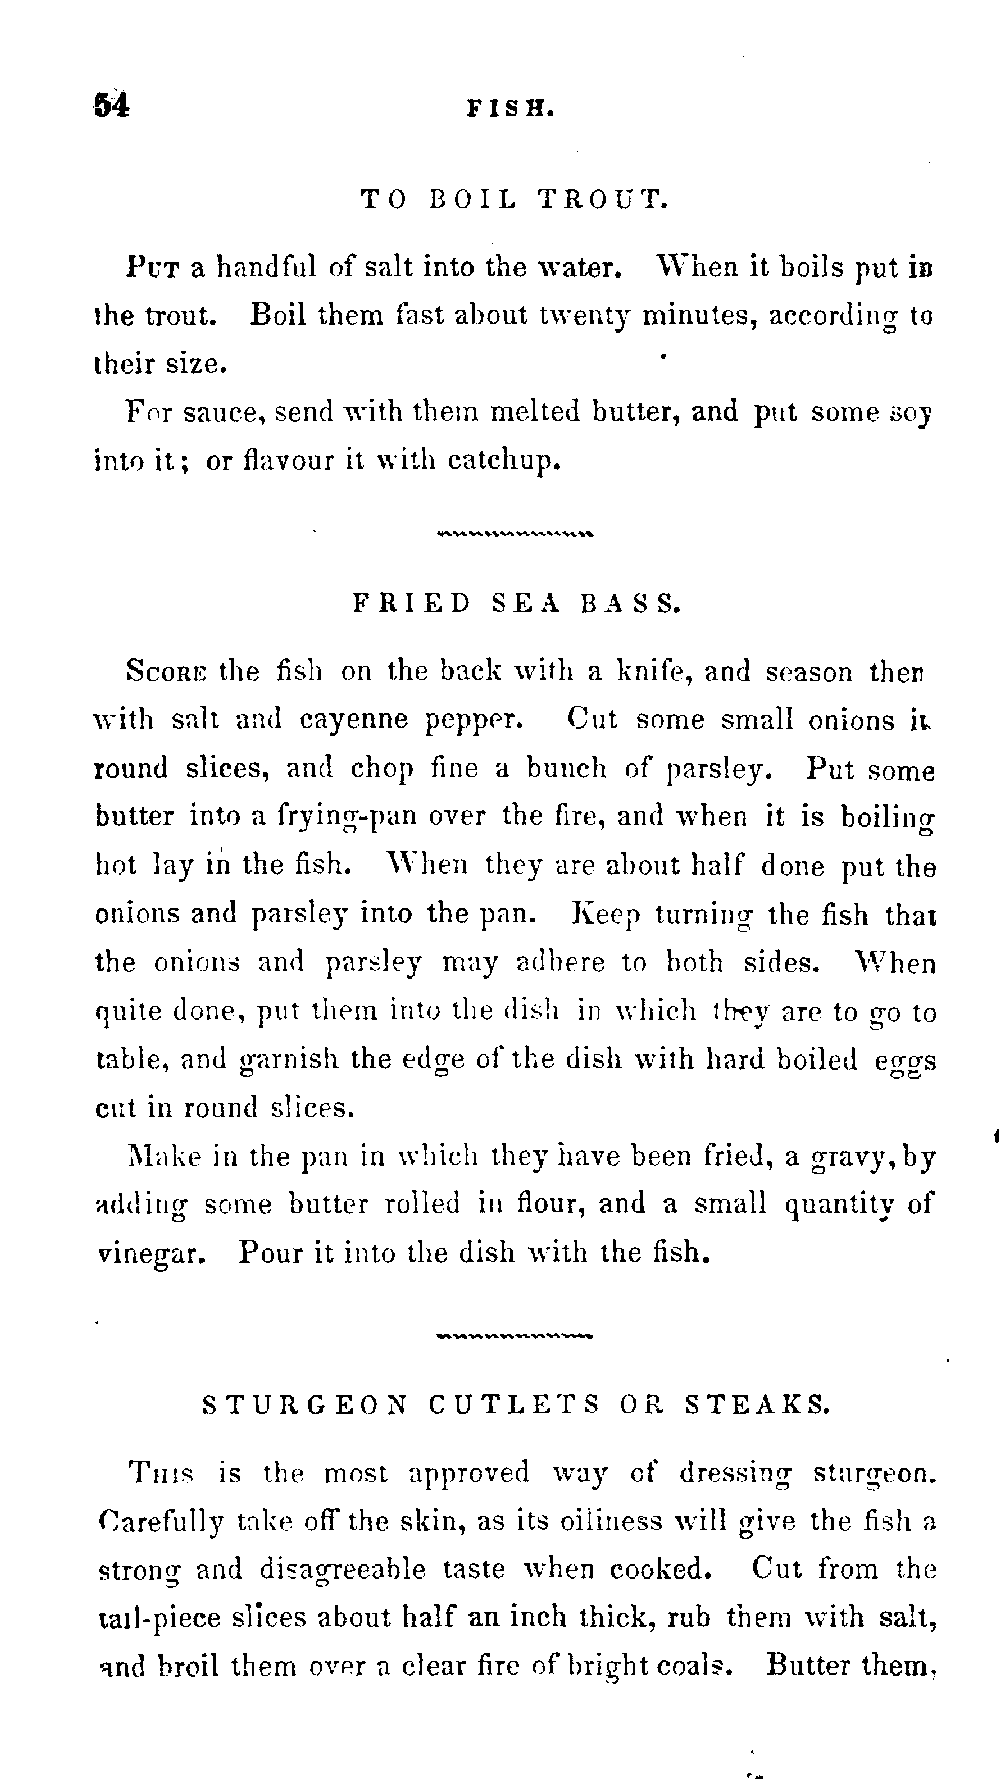 54 FISH.
TO BOIL TROUT.
PUT a handful of salt into the water. When it boils put in
the trout. Boil them fast about twenty minutes, according to
their size.
For sauce, send with them melted butter, and put some soy
into it; or flavour it with catchup.
FRIED SEA BASS.
SCORE the fish on the back with a knife, and season then
with salt and cayenne pepper. Cut some small onions in
round slices, and chop fine a bunch of parsley. Put some
butter into a frying-pan over the fire, and when it is boiling
hot lay in the fish. When they are about half done put the
onions and parsley into the pan. Keep turning the fish that
the onions and parsley may adhere to both sides. When
quite done, put them into the dish in which they are to go to
table, and garnish the edge of the dish with hard boiled eggs
cut in round slices.
Make in the pan in which they have been fried, a gravy, by
adding some butter rolled in flour, and a small quantity of
vinegar. Pour it into the dish with the fish.
STURGEON CUTLETS OR STEAKS.
THIS is the most approved way of dressing sturgeon.
Carefully take off the skin, as its oiliness will give the fish a
strong and disagreeable taste when cooked. Cut from the
tail-piece slices about half an inch thick, rub them with salt,
and broil them over a clear fire of bright coals. Butter them,